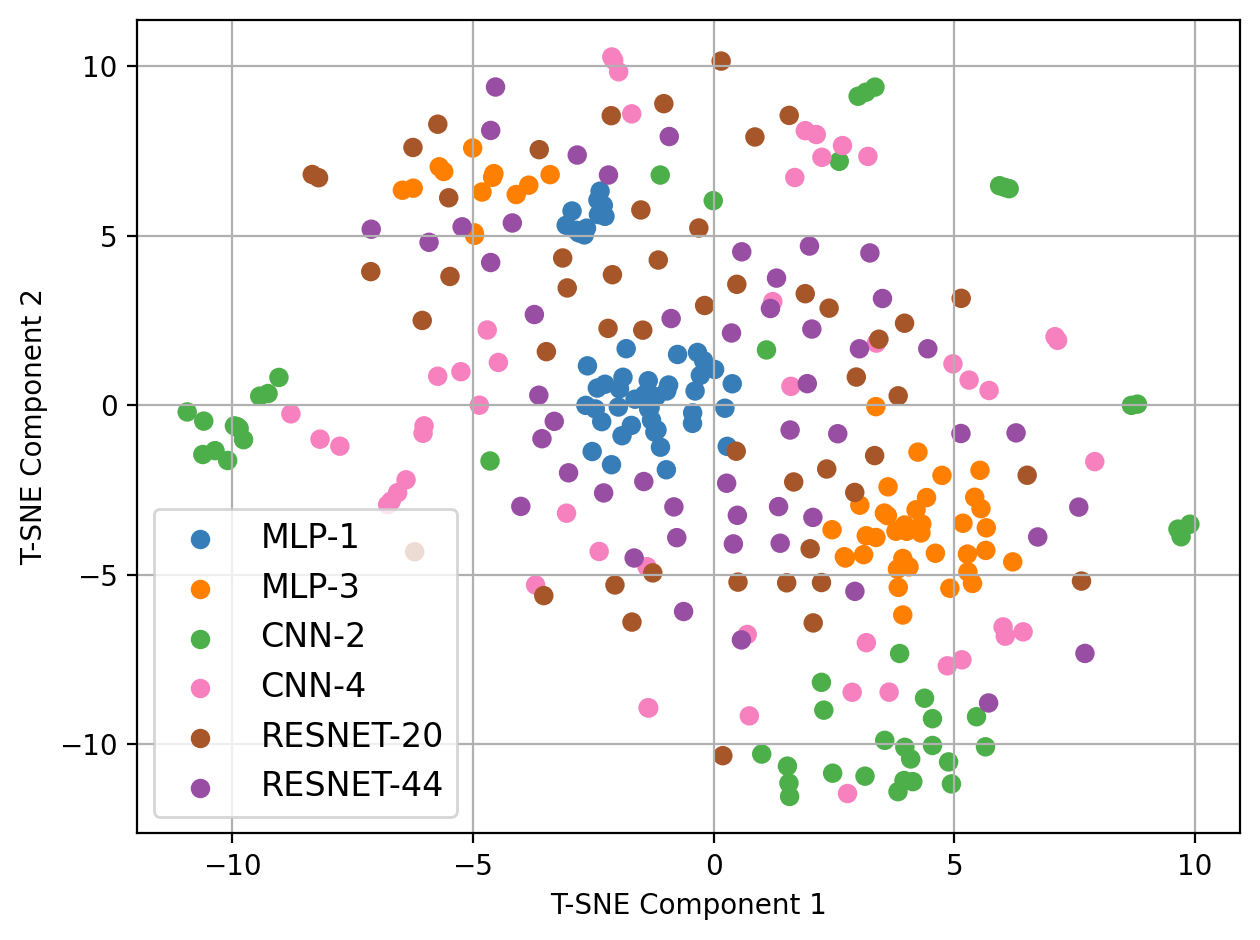 10
5
0
−5
−10
T-SNE Component 2
MLP-1
MLP-3
CNN-2
CNN-4
RESNET-20
RESNET-44
−10 −5 0 5 10
T-SNE Component 1